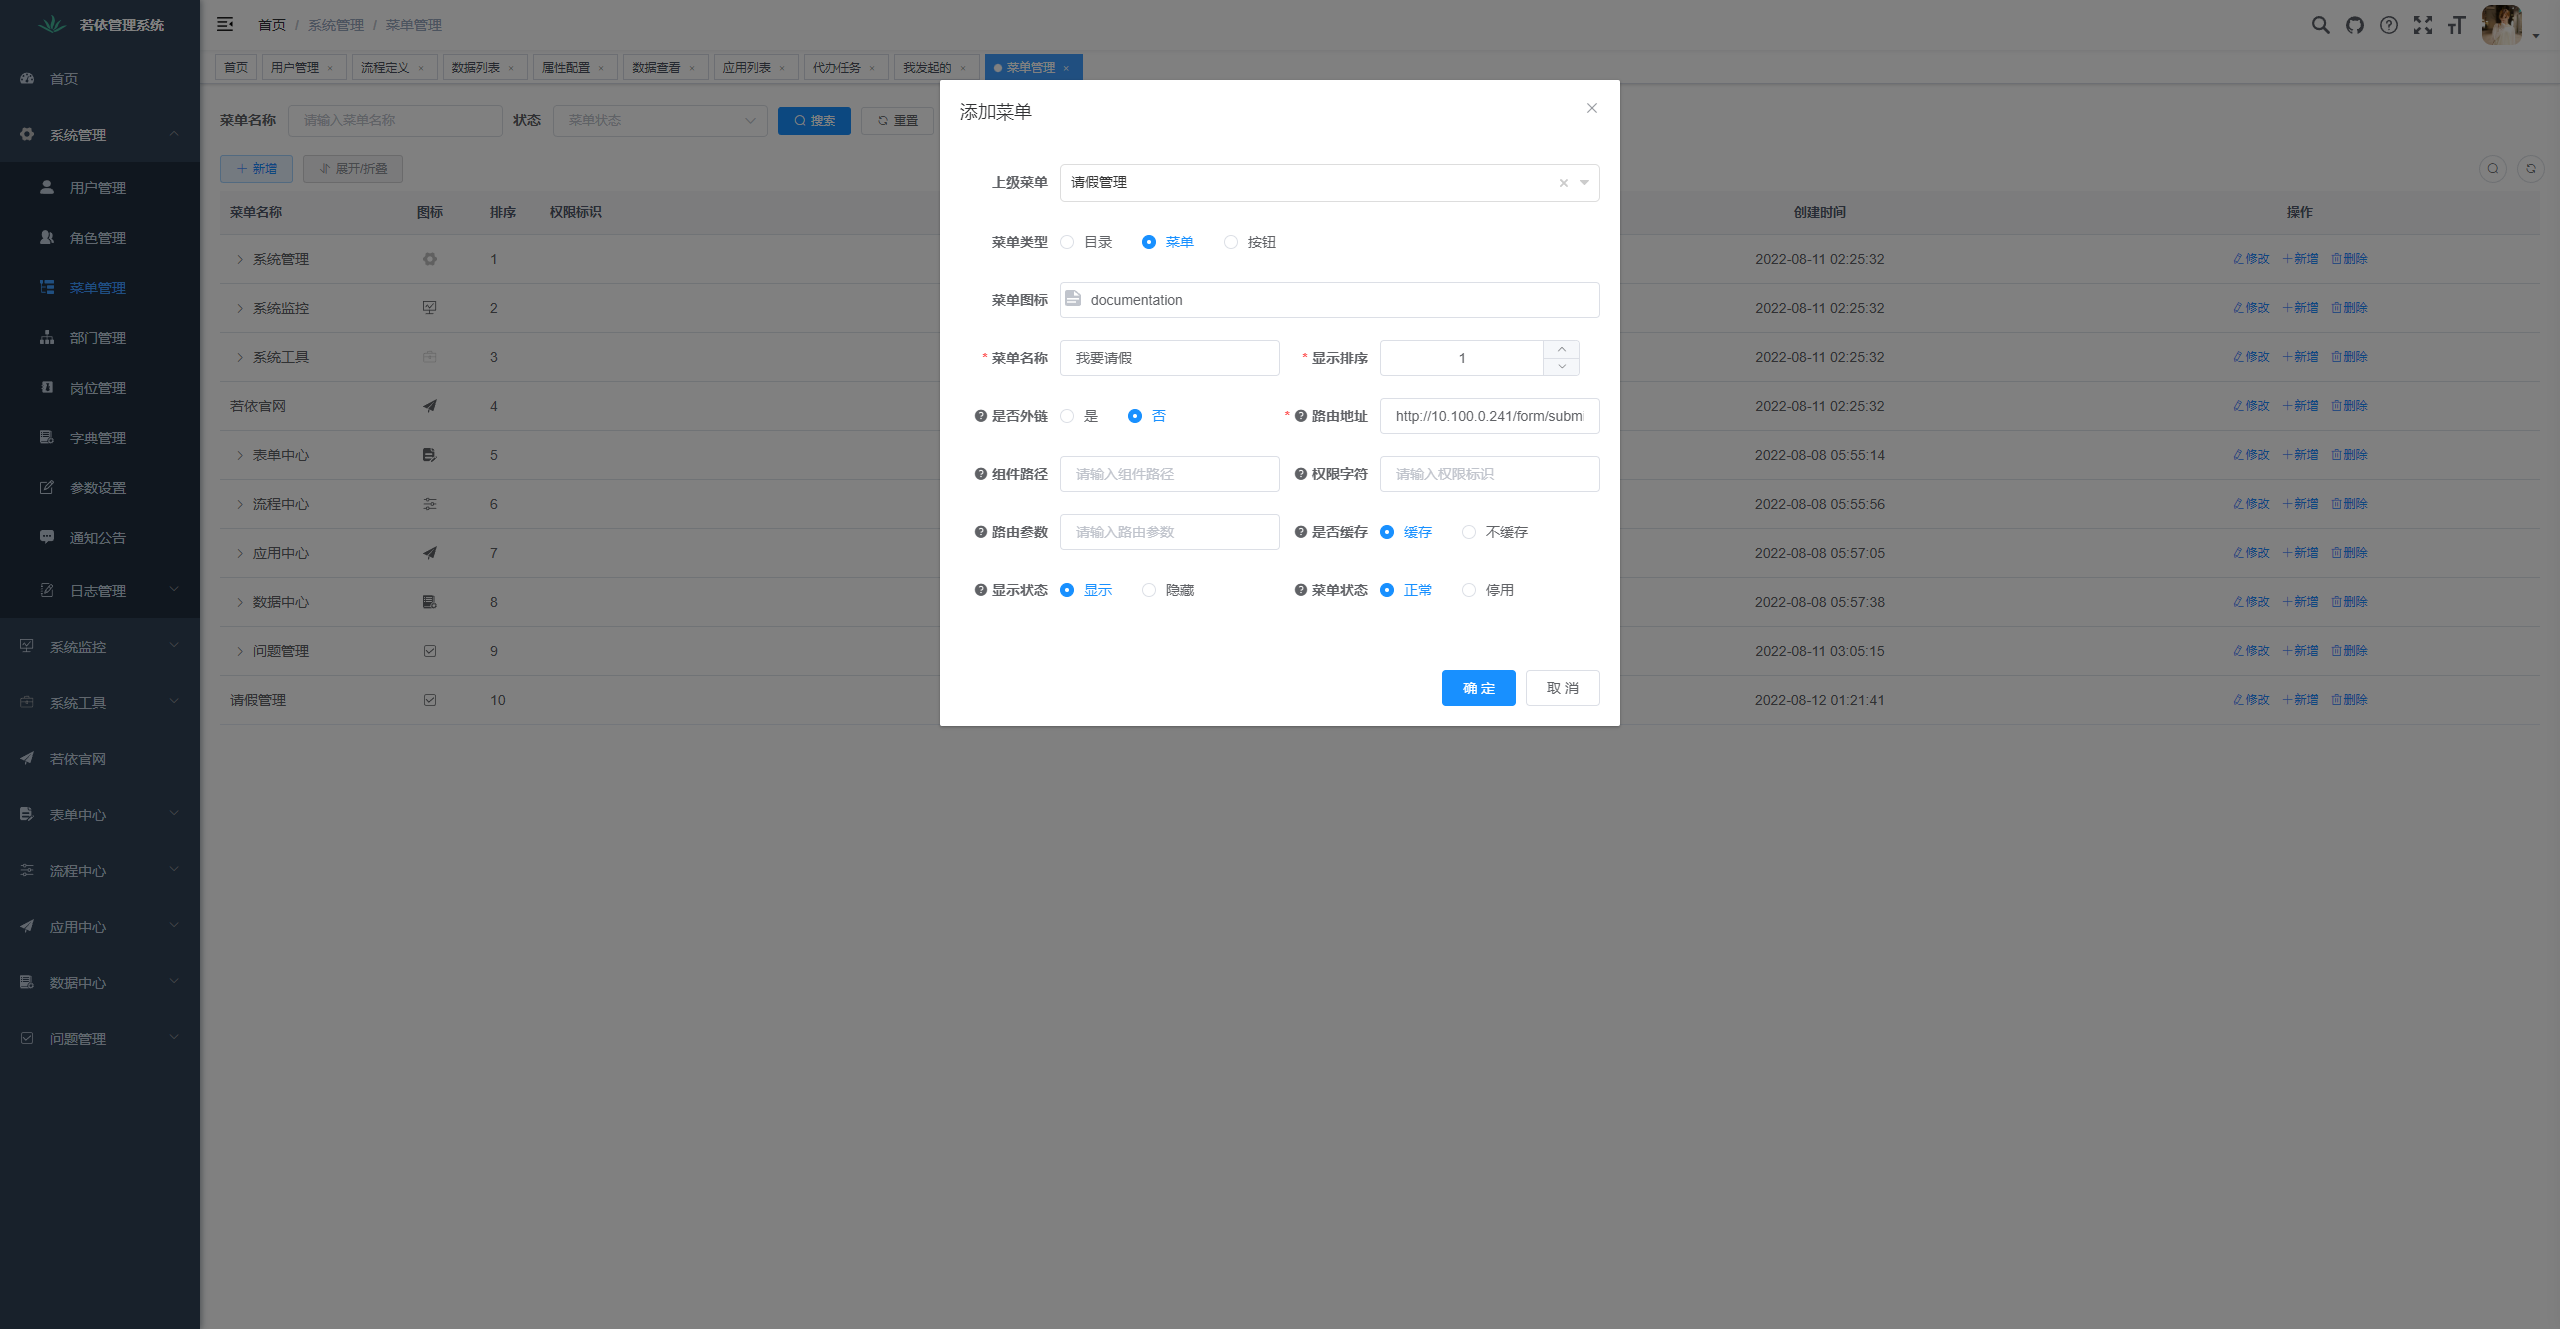 若依管理系统
首页 / 系统管理 / 菜单管理
首页
用户管理 ×
流程定义 ×
数据列表 ×
属性配置 ×
数据查看 ×
应用列表 ×
代办任务 ×
我发起的 ×
菜单管理 ×
首页
系统管理
用户管理
角色管理
菜单管理
部门管理
岗位管理
字典管理
参数设置
通知公告
日志管理
系统监控
系统工具
若依官网
表单中心
流程中心
应用中心
数据中心
问题管理
菜单名称 请输入菜单名称 状态 菜单状态 搜索 重置
新增 展开/折叠
菜单名称 图标 排序 权限标识 创建时间 操作
系统管理 1 2022-08-11 02:25:32 修改 新增 删除
系统监控 2 2022-08-11 02:25:32 修改 新增 删除
系统工具 3 2022-08-11 02:25:32 修改 新增 删除
若依官网 4 2022-08-11 02:25:32 修改 新增 删除
表单中心 5 2022-08-08 05:55:14 修改 新增 删除
流程中心 6 2022-08-08 05:55:56 修改 新增 删除
应用中心 7 2022-08-08 05:57:05 修改 新增 删除
数据中心 8 2022-08-08 05:57:38 修改 新增 删除
问题管理 9 2022-08-11 03:05:15 修改 新增 删除
请假管理 10 2022-08-12 01:21:41 修改 新增 删除
添加菜单
上级菜单 请假管理
菜单类型 目录 菜单 按钮
菜单图标 documentation
* 菜单名称 我要请假 * 显示排序 1
是否外链 是 否 * 路由地址 http://10.100.0.241/form/submi
组件路径 请输入组件路径 权限字符 请输入权限标识
路由参数 请输入路由参数 是否缓存 缓存 不缓存
显示状态 显示 隐藏 菜单状态 正常 停用
确 定 取 消